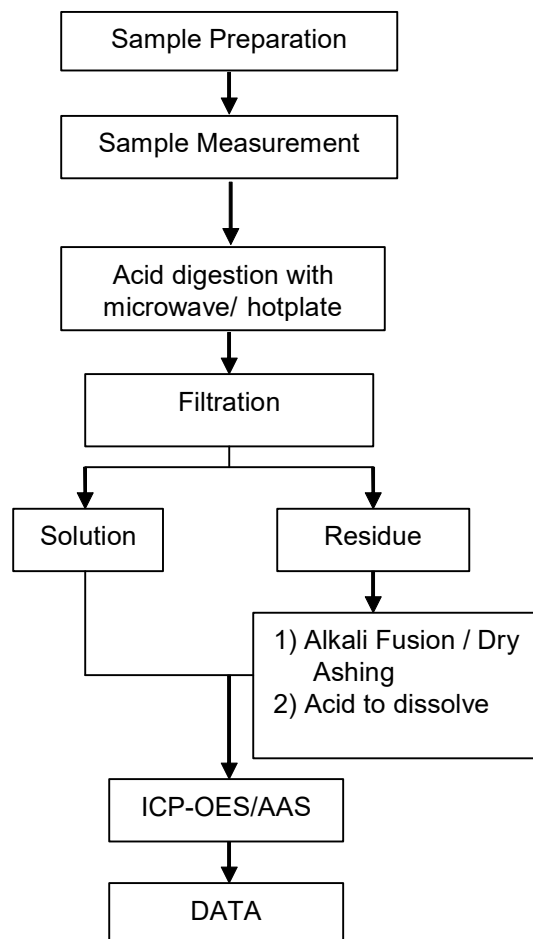 Sample Preparation
Sample Measurement
Acid digestion with
microwave/ hotplate
Filtration
Solution
Residue
1) Alkali Fusion / Dry
Ashing
2) Acid to dissolve
ICP-OES/AAS
DATA